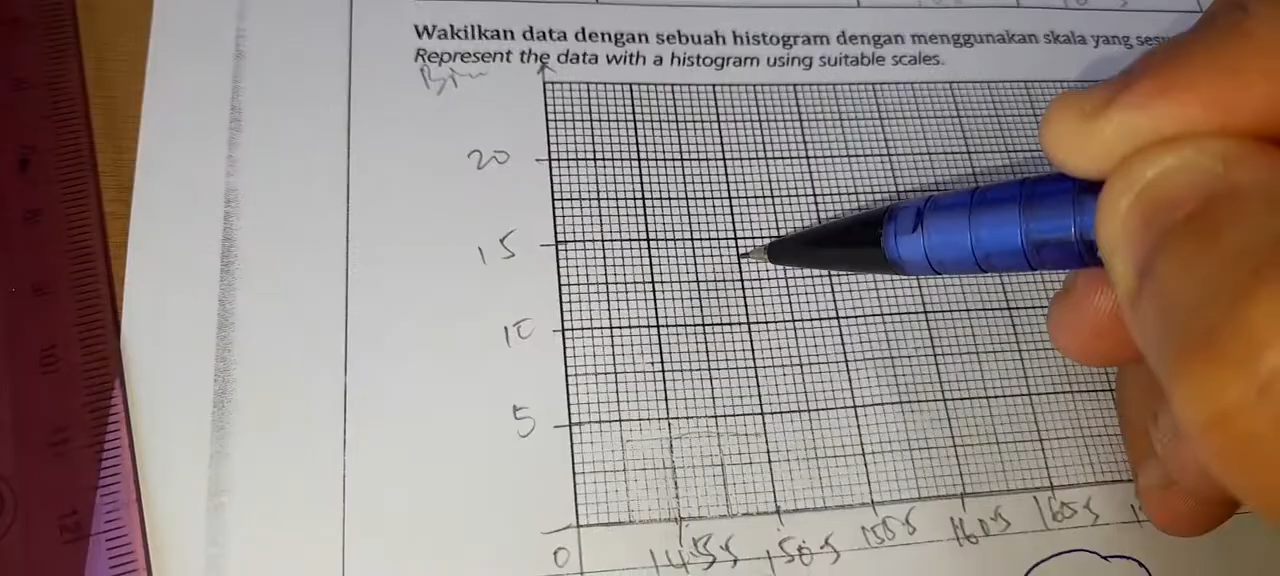 Wakilkan data dengan sebuah histogram dengan menggunakan skala yang
Represent the data with a histogram using suitable scales.
20
15
10
5
0
145.5 150.5 155.5 160.5 165.5